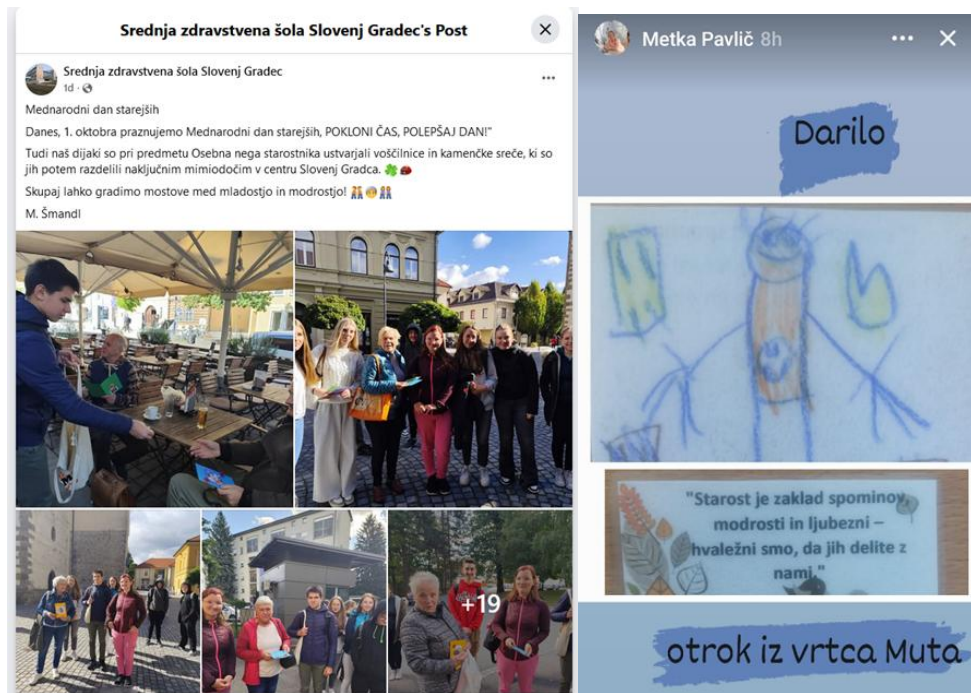 Srednja zdravstvena šola Slovenj Gradec's Post
Srednja zdravstvena šola Slovenj Gradec
1d
Mednarodni dan starejših
Danes, 1. oktobra praznujemo Mednarodni dan starejših, POKLONI ČAS, POLEPŠAJ DAN!"
Tudi naš dijaki so pri predmetu Osebna nega starostnika ustvarjali voščilnice in kamenčke sreče, ki so
jih potem razdelili naključnim mimiodočim v centru Slovenj Gradca. 🍀🐞
Skupaj lahko gradimo mostove med mladostjo in modrostjo!
M. Šmandl
+19
Metka Pavlič 8h
Darilo
"Starost je zaklad spominov,
modrosti in ljubezni –
hvaležni smo, da jih delite z
nami."
otrok iz vrtca Muta